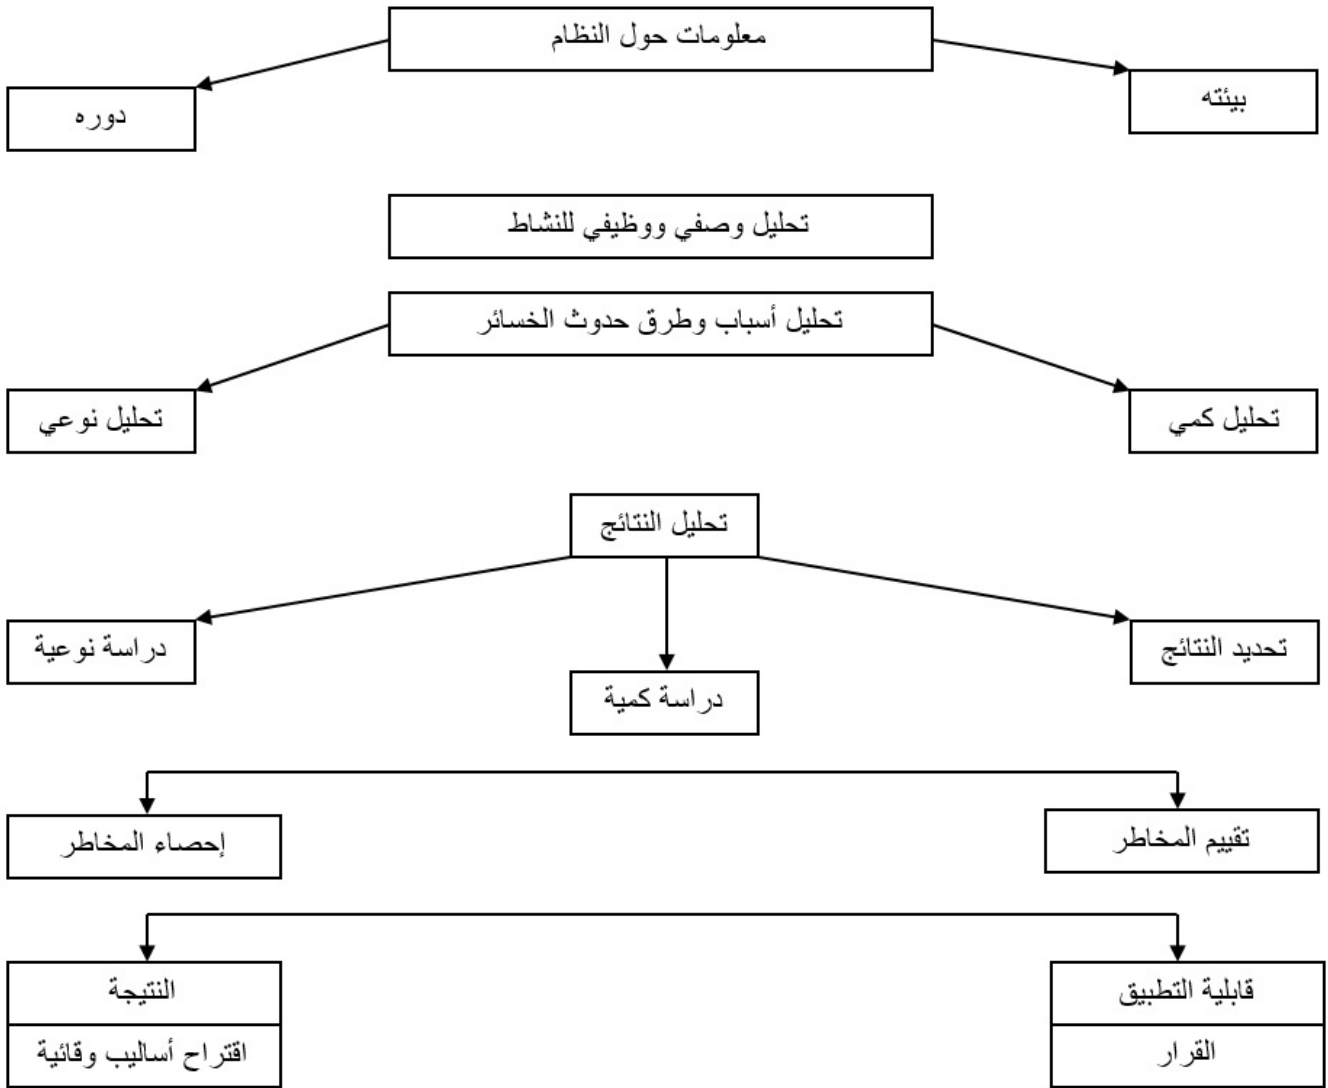 معلومات حول النظام
بيئته
دوره
تحليل وصفي ووظيفي للنشاط
تحليل أسباب وطرق حدوث الخسائر
تحليل كمي
تحليل نوعي
تحليل النتائج
تحديد النتائج
دراسة نوعية
دراسة كمية
تقييم المخاطر
إحصاء المخاطر
قابلية التطبيق
النتيجة
القرار
اقتراح أساليب وقائية